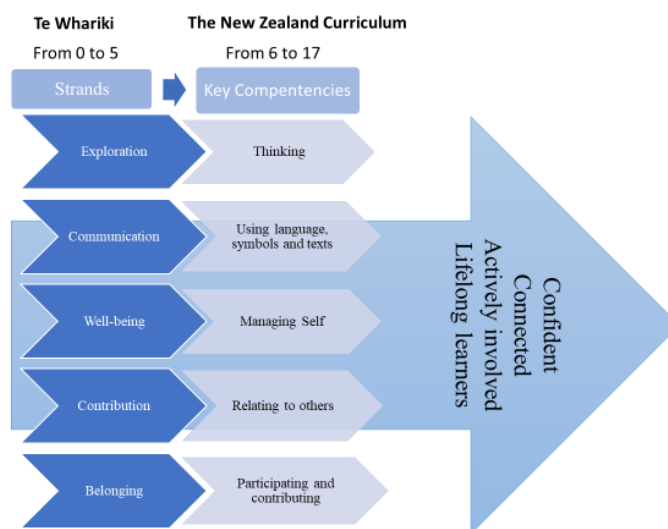 Te Whariki
The New Zealand Curriculum
From 0 to 5
From 6 to 17
Strands
Key Compentencies
Exploration
Thinking
Communication
Using language,
symbols and texts
Well-being
Managing Self
Contribution
Relating to others
Belonging
Participating and
contributing
Confident
Connected
Actively involved
Lifelong learners